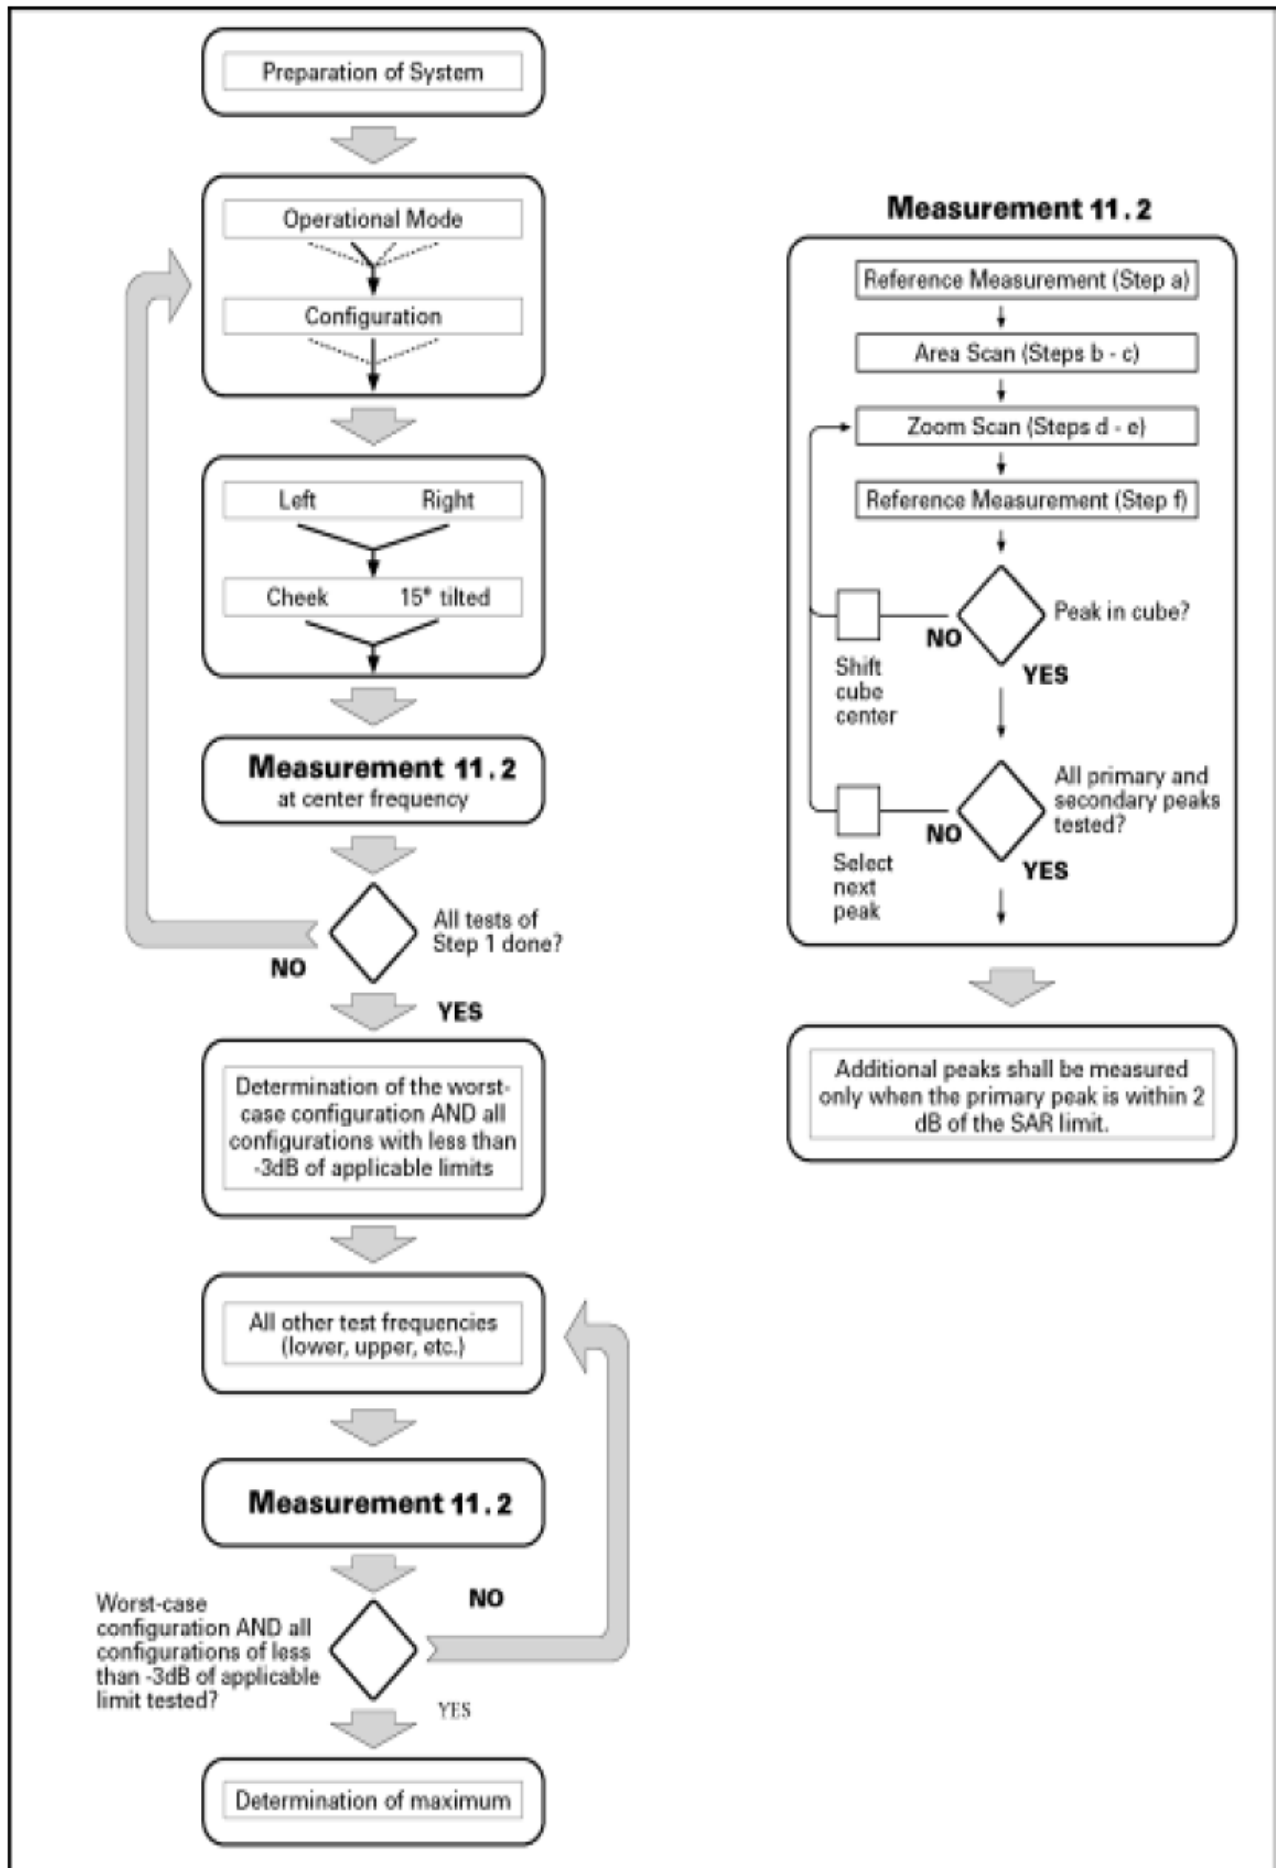 Preparation of System
Operational Mode
Configuration
Left Right
Cheek 15° tilted
Measurement 11.2
at center frequency
All tests of
Step 1 done?
NO
YES
Determination of the worst-
case configuration AND all
configurations with less than
-3dB of applicable limits
All other test frequencies
(lower, upper, etc.)
Measurement 11.2
NO
Worst-case
configuration AND all
configurations of less
than -3dB of applicable
limit tested?
YES
Determination of maximum
Measurement 11.2
Reference Measurement (Step a)
Area Scan (Steps b - c)
Zoom Scan (Steps d - e)
Reference Measurement (Step f)
Peak in cube?
NO
Shift
cube
center
YES
All primary and
secondary peaks
tested?
NO
Select
next
peak
YES
Additional peaks shall be measured
only when the primary peak is within 2
dB of the SAR limit.